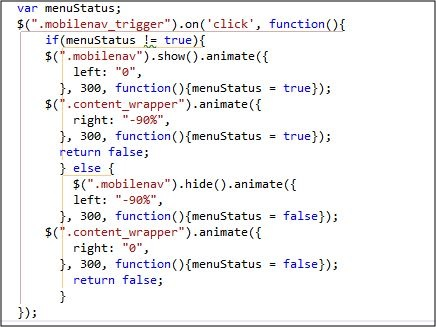 var menuStatus;
$(".mobilenav_trigger").on('click', function(){
if(menuStatus != true){
$(".mobilenav").show().animate({
left: "0",
}, 300, function(){menuStatus = true});
$(".content_wrapper").animate({
right: "-90%",
}, 300, function(){menuStatus = true});
return false;
} else {
$(".mobilenav").hide().animate({
left: "-90%",
}, 300, function(){menuStatus = false});
$(".content_wrapper").animate({
right: "0",
}, 300, function(){menuStatus = false});
return false;
}
});